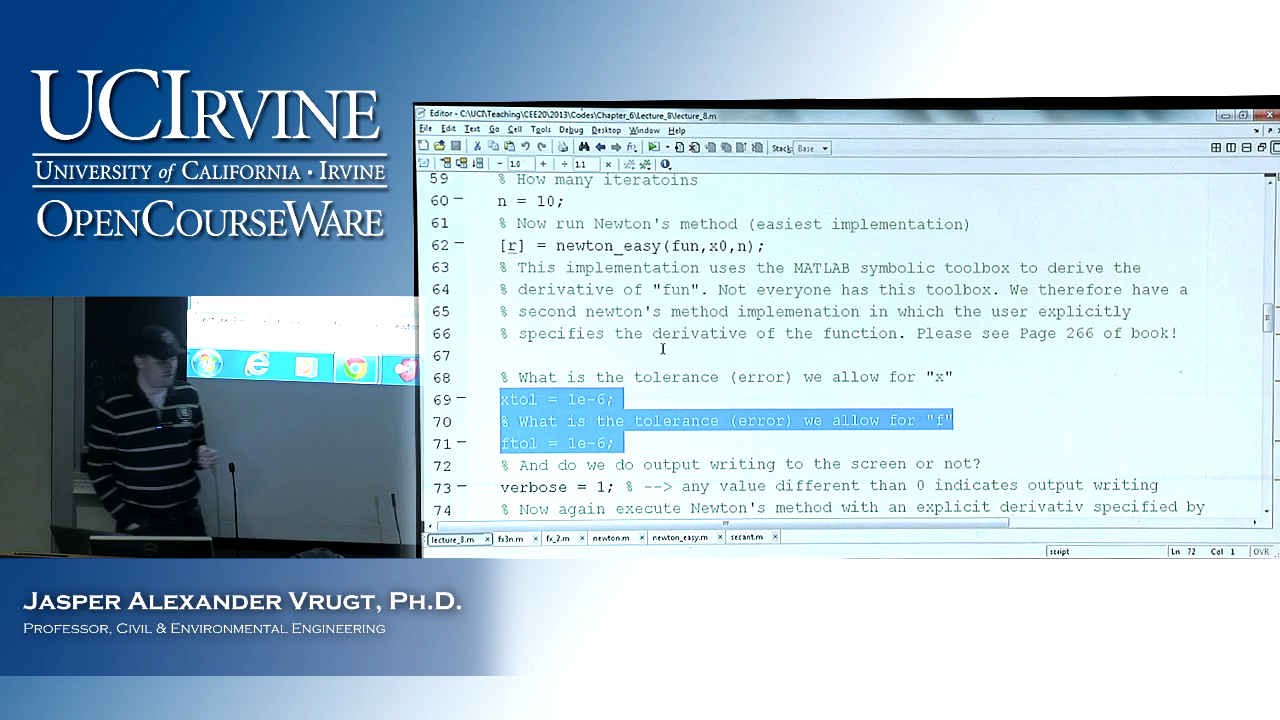 UCIRVINE
UNIVERSITY of CALIFORNIA • IRVINE
OPENCOURSEWARE
Editor - C:\UCI\Teaching\CEE20\2013\Codes\Chapter_6\Lecture_8\lecture_8.m
File Edit Text Go Cell Tools Debug Desktop Window Help
Stack: Base
1.0 + ÷ 1.1 ×
59 % How many iteratoins
60 n = 10;
61 % Now run Newton's method (easiest implementation)
62 [r] = newton_easy(fun,x0,n);
63 % This implementation uses the MATLAB symbolic toolbox to derive the
64 % derivative of "fun". Not everyone has this toolbox. We therefore have a
65 % second newton's method implemenation in which the user explicitly
66 % specifies the derivative of the function. Please see Page 266 of book!
67
68 % What is the tolerance (error) we allow for "x"
69 xtol = 1e-6;
70 % What is the tolerance (error) we allow for "f"
71 ftol = 1e-6;
72 % And do we do output writing to the screen or not?
73 verbose = 1; % --> any value different than 0 indicates output writing
74 % Now again execute Newton's method with an explicit derivativ specified by
lecture_8.m × fx3n.m × fx_2.m × newton.m × newton_easy.m × secant.m ×
script Ln 72 Col 1 OVR
JASPER ALEXANDER VRUGT, PH.D.
PROFESSOR, CIVIL & ENVIRONMENTAL ENGINEERING